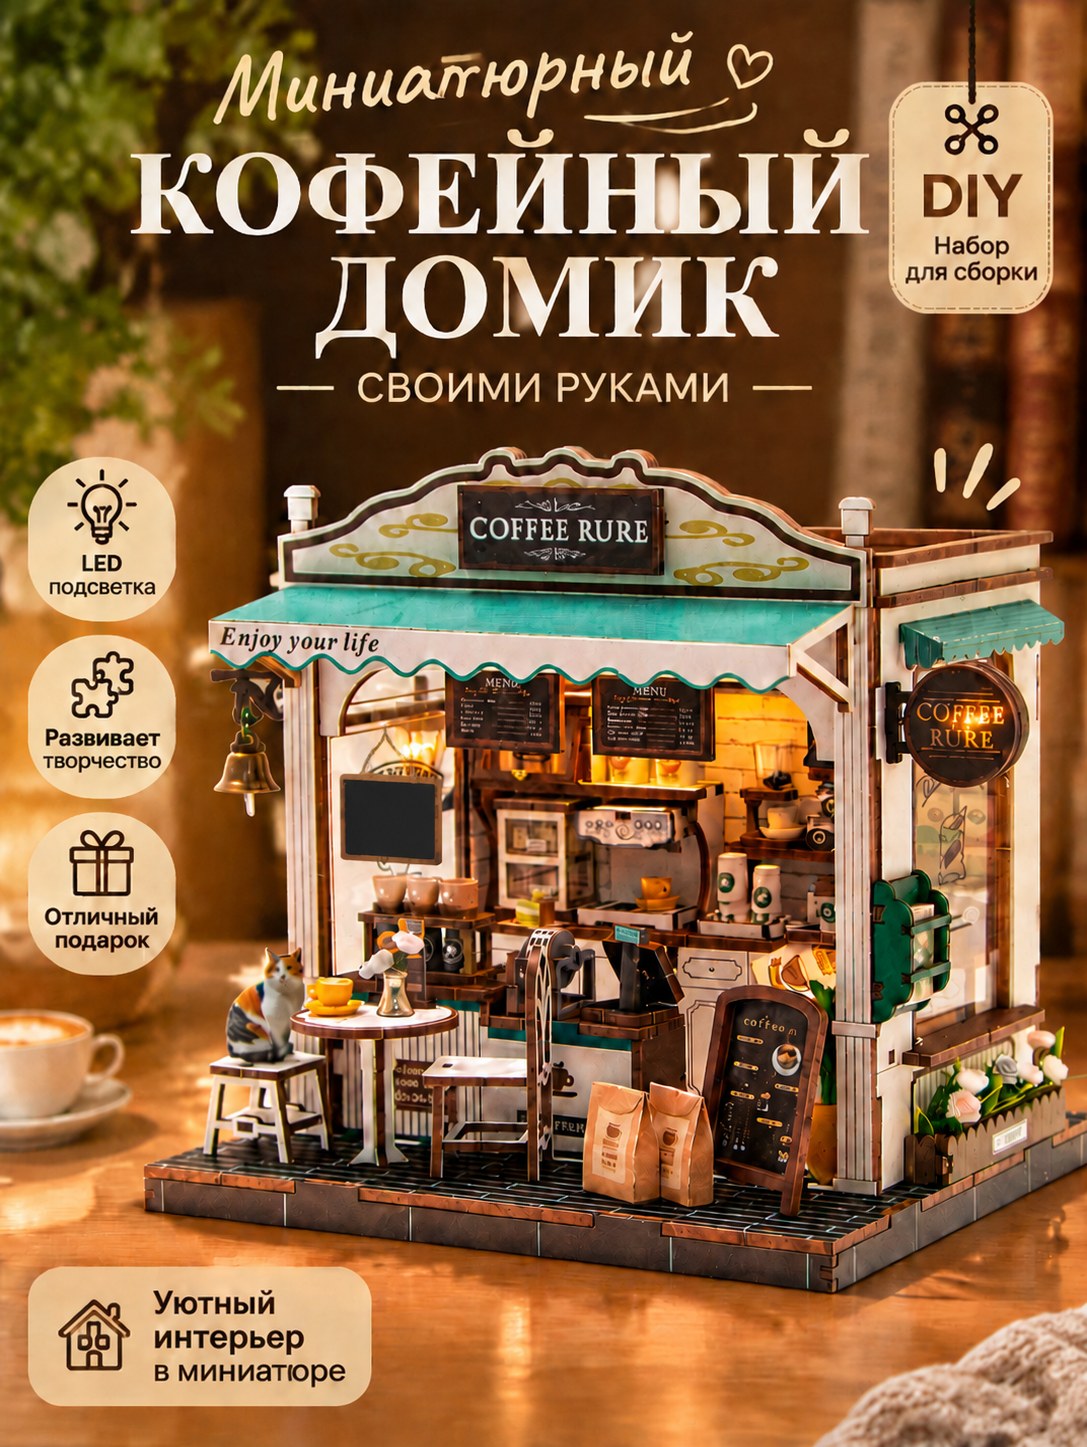 Миниатюрный
КОФЕЙНЫЙ
ДОМИК
СВОИМИ РУКАМИ
DIY
Набор
для сборки
LED
подсветка
Развивает
творчество
Отличный
подарок
COFFEE RURE
Enjoy your life
MENU
MENU
COFFEE
RURE
coffee
Уютный
интерьер
в миниатюре